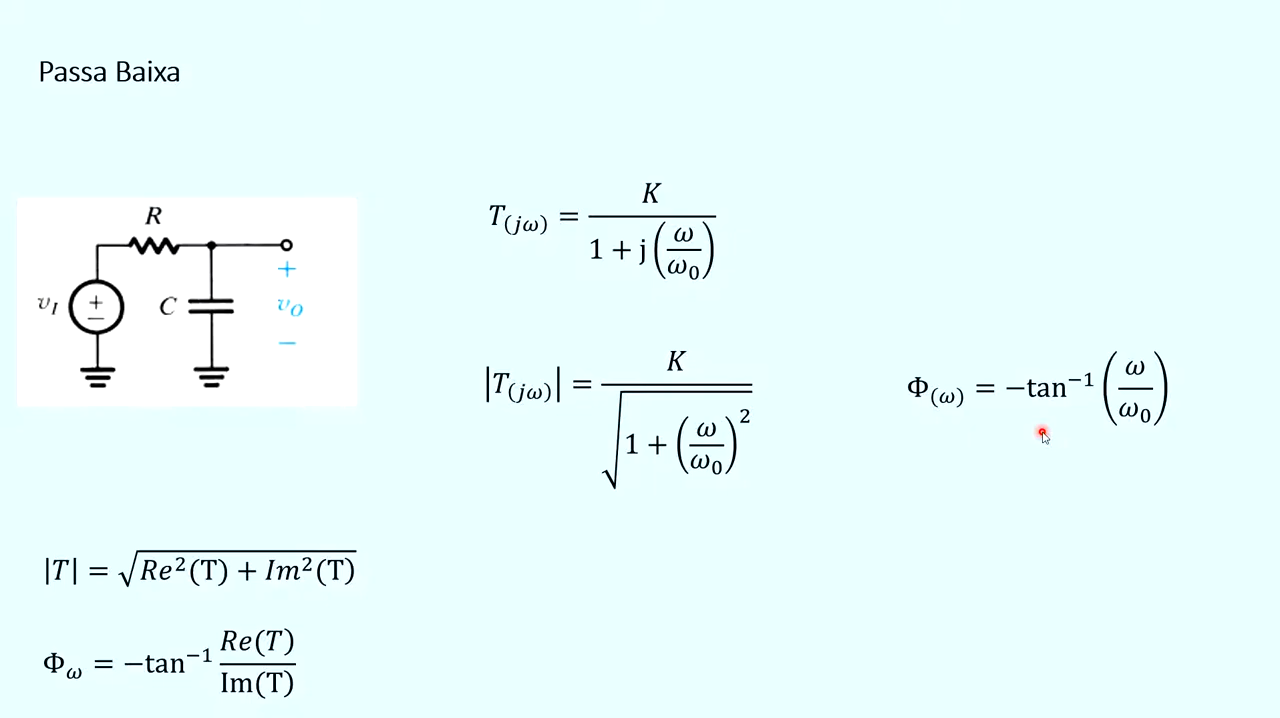 Passa Baixa
R
v_I
+
−
C
+
v_O
−
T_(jω) = K / (1 + j(ω/ω_0))
|T_(jω)| = K / √(1 + (ω/ω_0)^2)
Φ_(ω) = −tan^−1 (ω/ω_0)
|T| = √(Re^2(T) + Im^2(T))
Φ_ω = −tan^−1 Re(T)/Im(T)